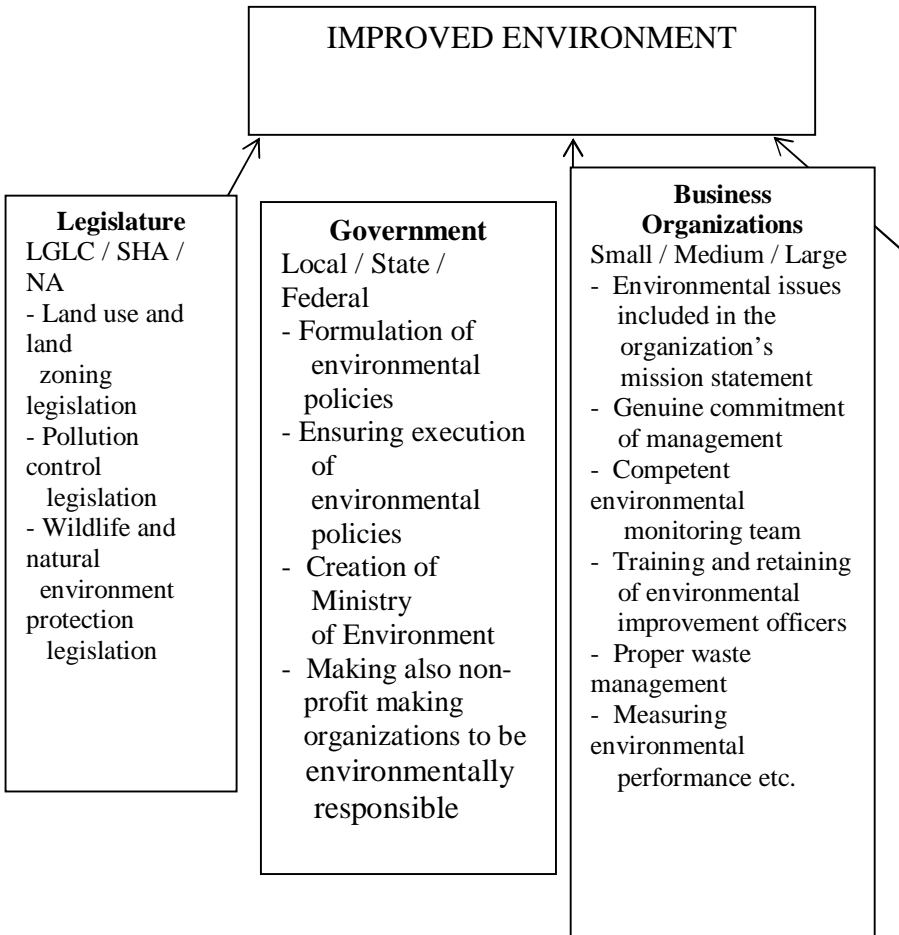 IMPROVED ENVIRONMENT
Legislature
LGLC / SHA /
NA
- Land use and
land
zoning
legislation
- Pollution
control
legislation
- Wildlife and
natural
environment
protection
legislation
Government
Local / State /
Federal
- Formulation of
environmental
policies
- Ensuring execution
of
environmental
policies
- Creation of
Ministry
of Environment
- Making also non-
profit making
organizations to be
environmentally
responsible
Business
Organizations
Small / Medium / Large
- Environmental issues
included in the
organization’s
mission statement
- Genuine commitment
of management
- Competent
environmental
monitoring team
- Training and retaining
of environmental
improvement officers
- Proper waste
management
- Measuring
environmental
performance etc.